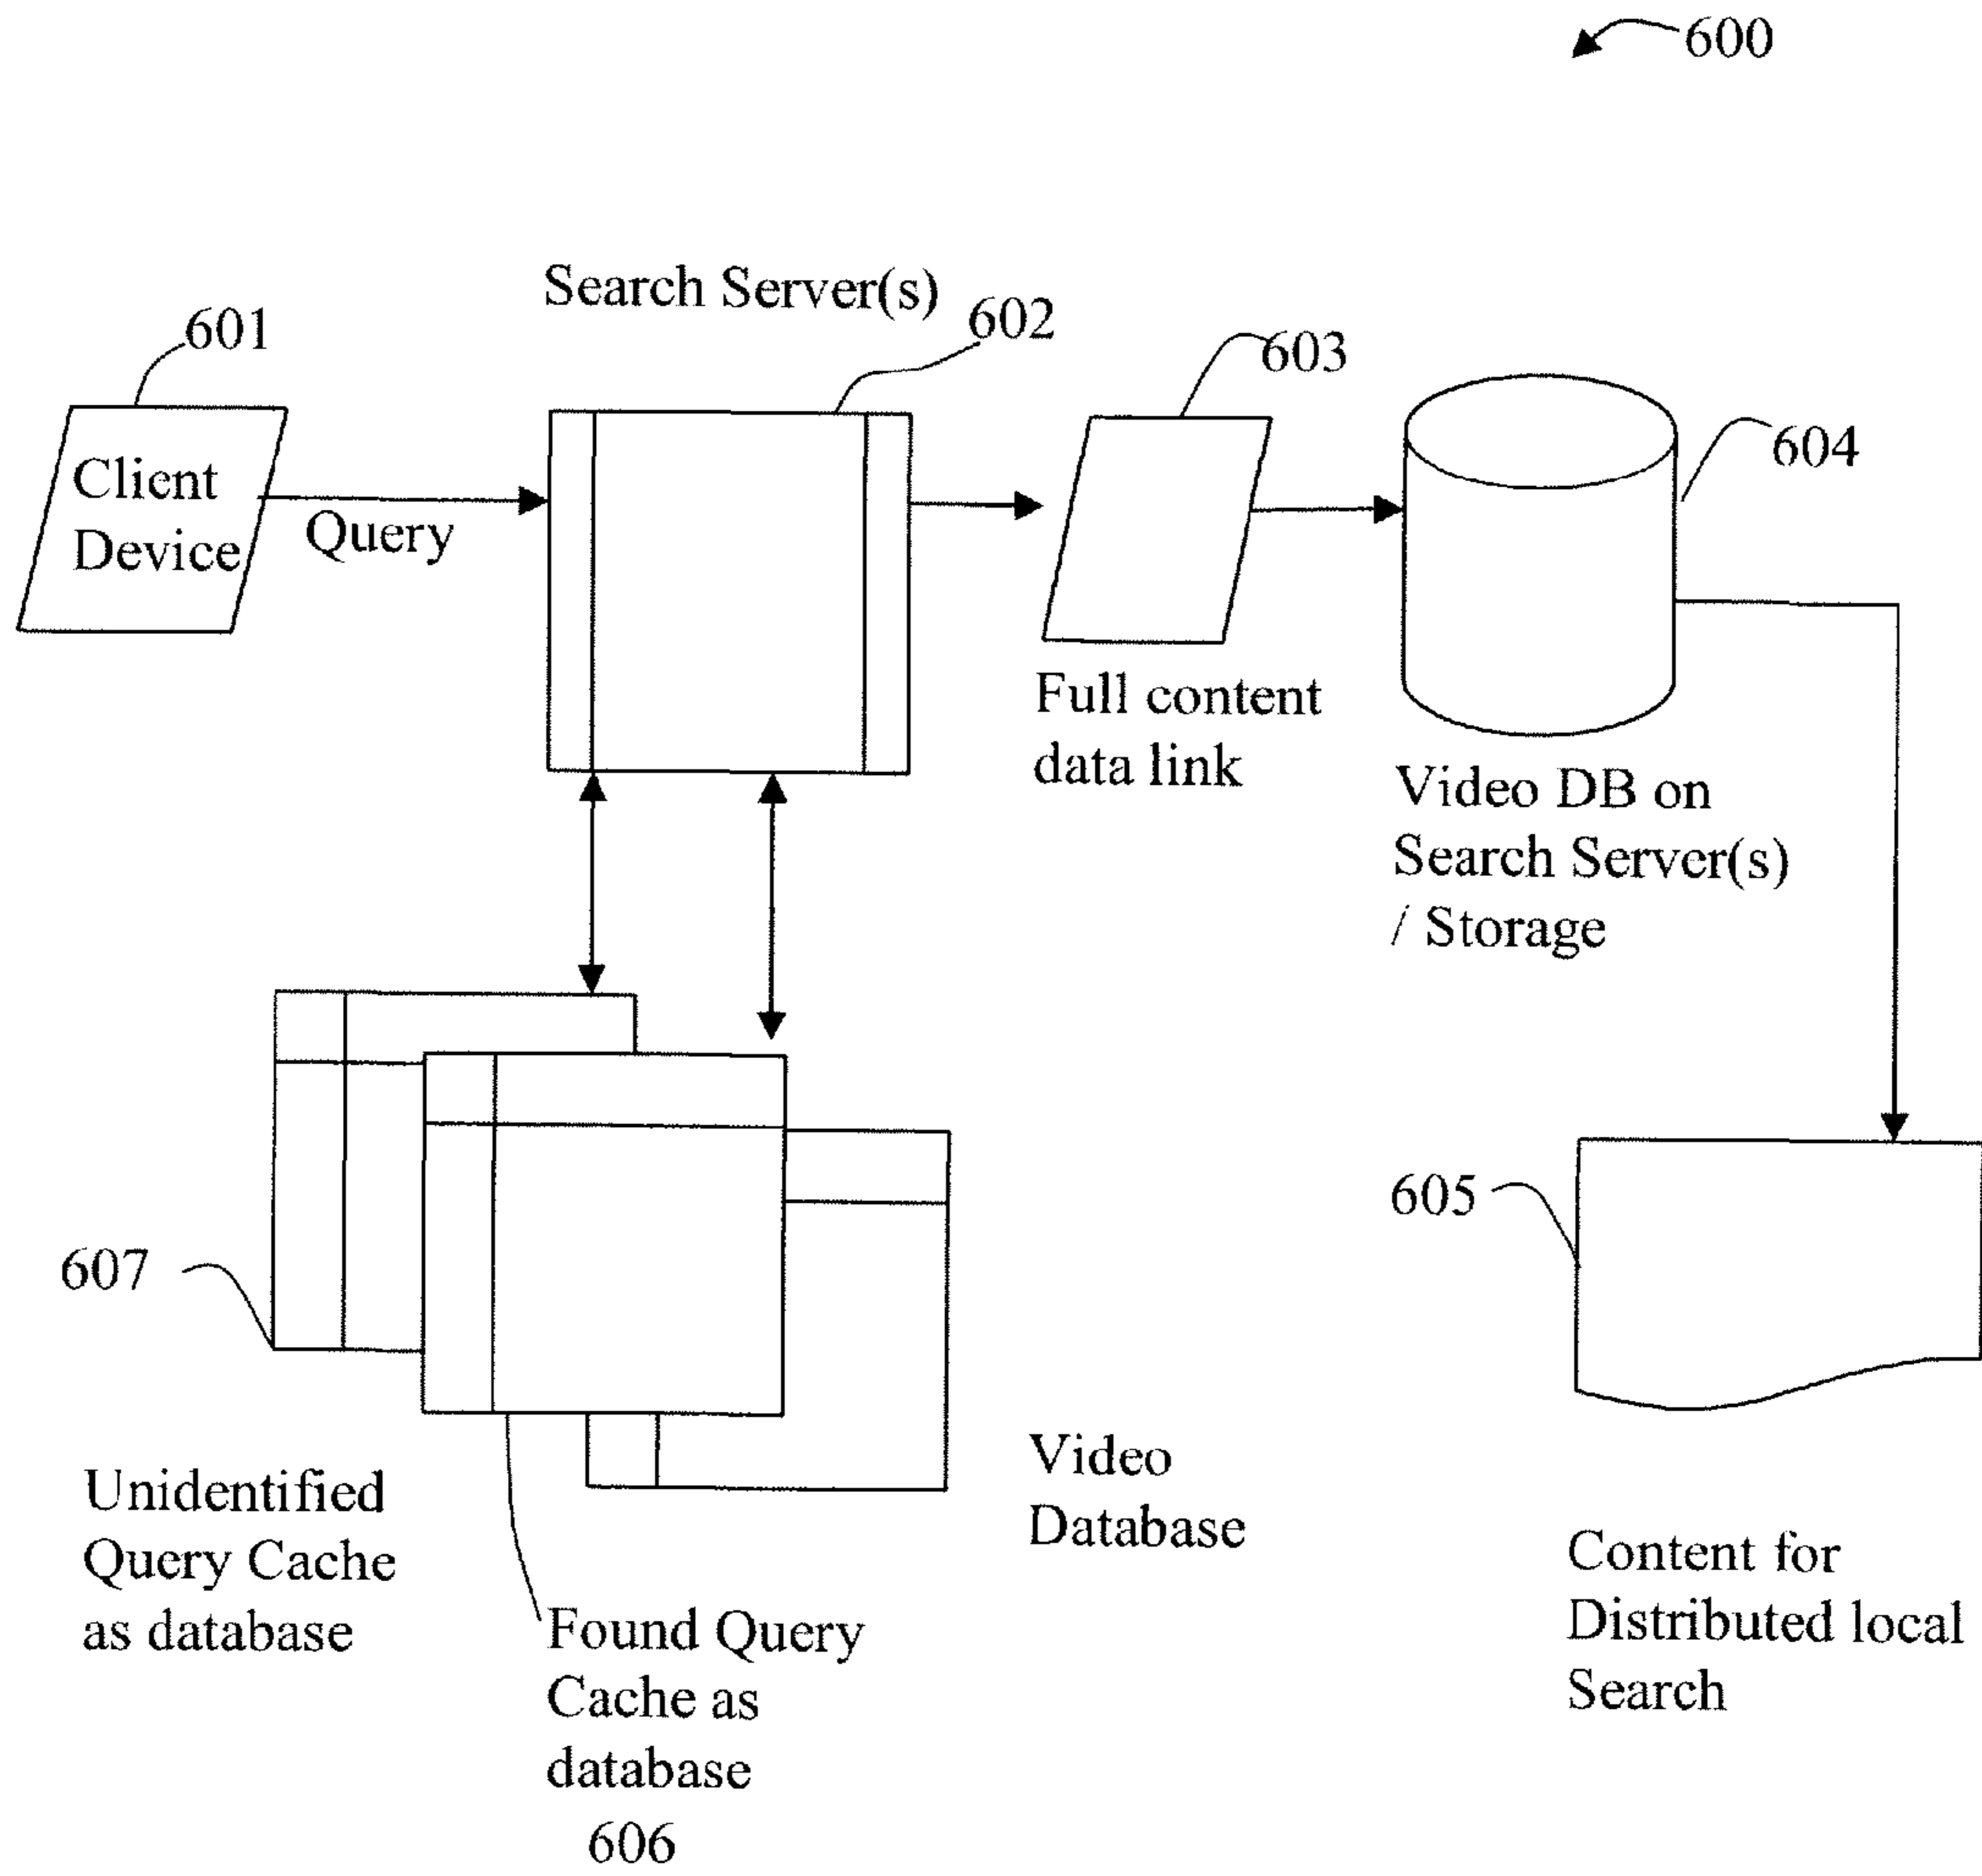 600
Search Server(s)
601
602
603
604
Client
Device
Query
Full content
data link
Video DB on
Search Server(s)
/ Storage
605
607
Video
Database
Unidentified
Query Cache
as database
Found Query
Cache as
database
606
Content for
Distributed local
Search